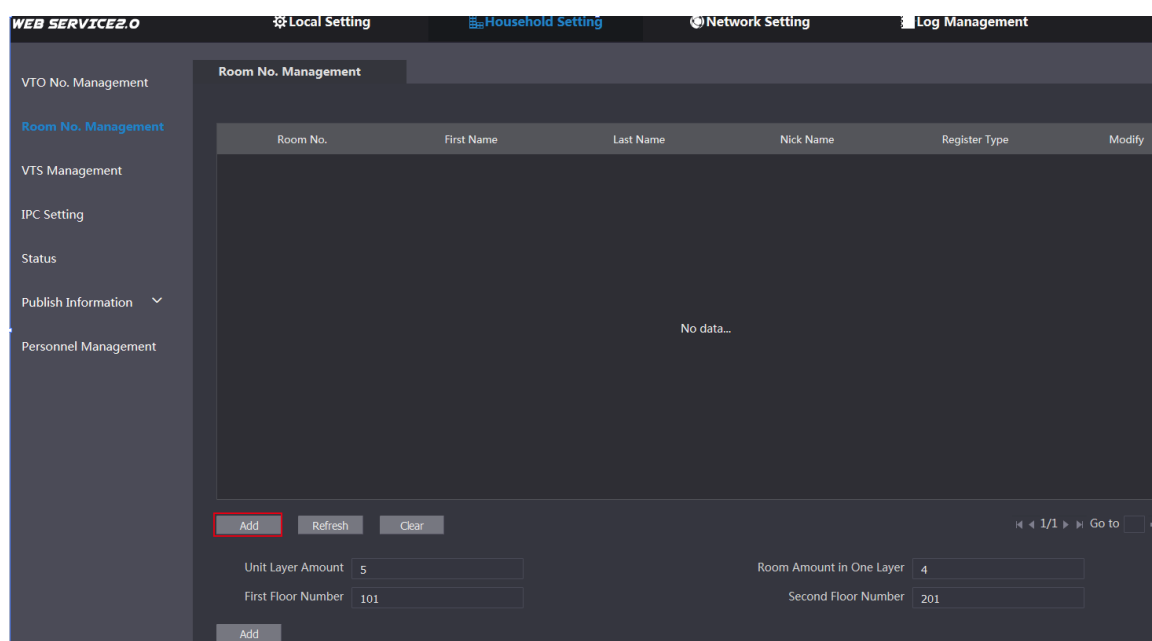 WEB SERVICE2.0 Local Setting Household Setting Network Setting Log Management
VTO No. Management
Room No. Management
VTS Management
IPC Setting
Status
Publish Information
Personnel Management
Room No. Management
Room No. First Name Last Name Nick Name Register Type Modify
No data...
Add Refresh Clear 1/1 Go to
Unit Layer Amount 5 Room Amount in One Layer 4
First Floor Number 101 Second Floor Number 201
Add